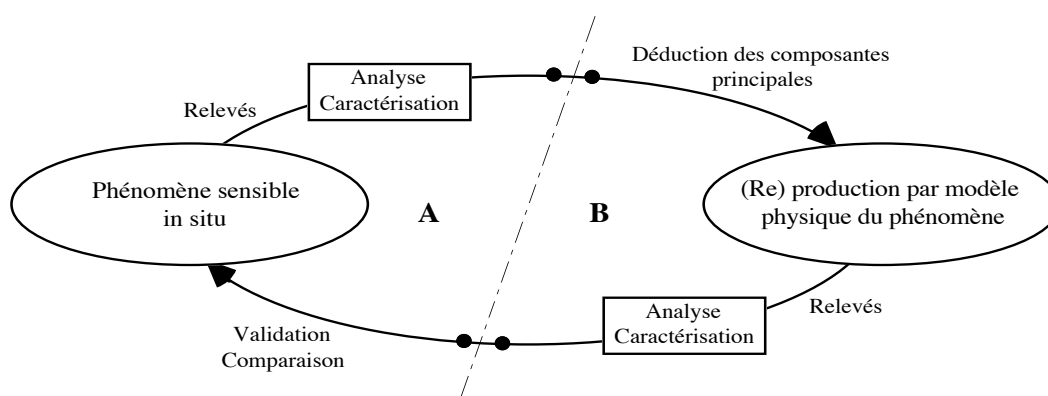 Déduction des composantes
principales
Analyse
Caractérisation
Relevés
Phénomène sensible
in situ
A
B
(Re) production par modèle
physique du phénomène
Analyse
Caractérisation
Relevés
Validation
Comparaison